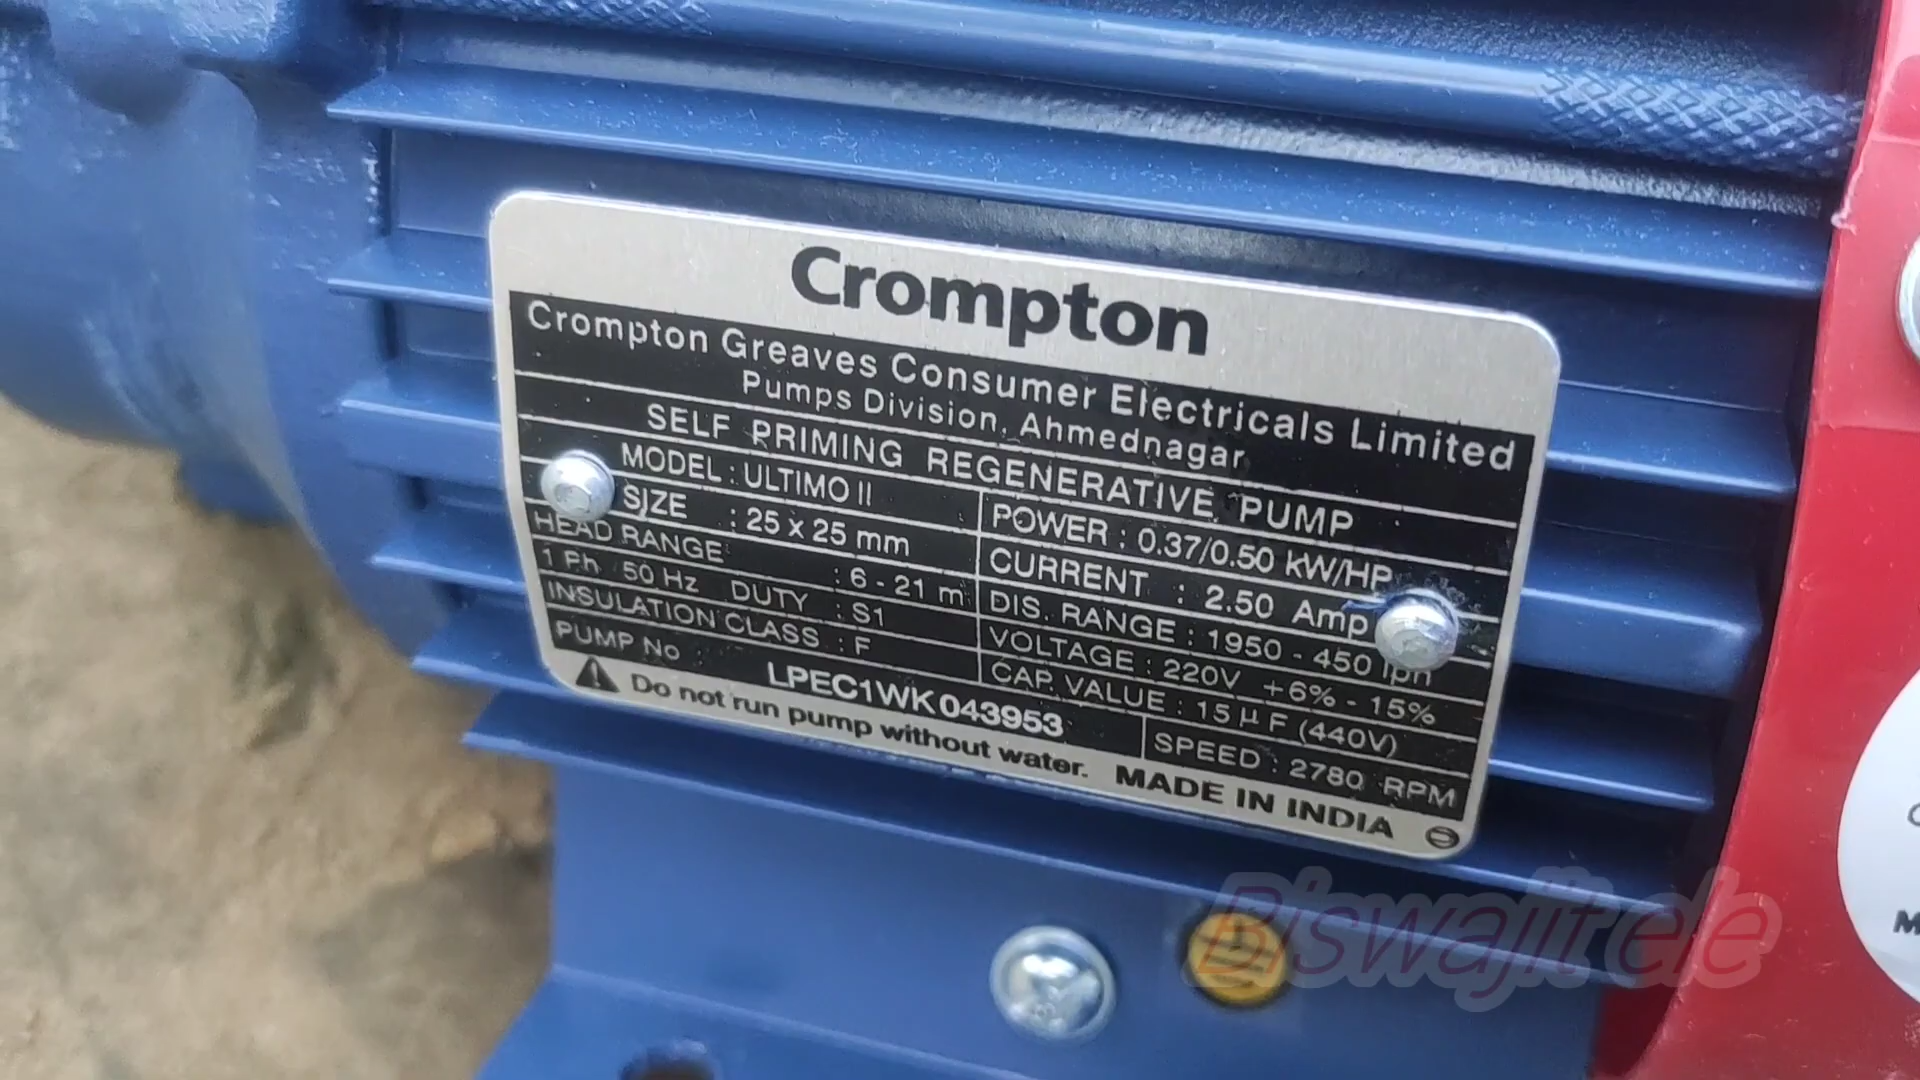 Crompton
Crompton Greaves Consumer Electricals Limited
Pumps Division, Ahmednagar
SELF PRIMING REGENERATIVE PUMP
MODEL : ULTIMO II
POWER : 0.37/0.50 kW/HP
SIZE : 25 x 25 mm
CURRENT : 2.50 Amp
HEAD RANGE : 6 - 21 m
DIS. RANGE : 1950 - 450 lph
1 Ph 50 Hz DUTY : S1
VOLTAGE : 220V +6% - 15%
INSULATION CLASS : F
CAP. VALUE : 15 µF (440V)
PUMP No : LPEC1WK043953
SPEED : 2780 RPM
Do not run pump without water. MADE IN INDIA
Biswajit ele